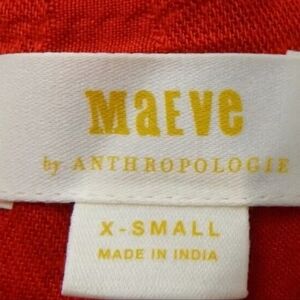 MaEVe
by ANTHROPOLOGIE
X-SMALL
MADE IN INDIA